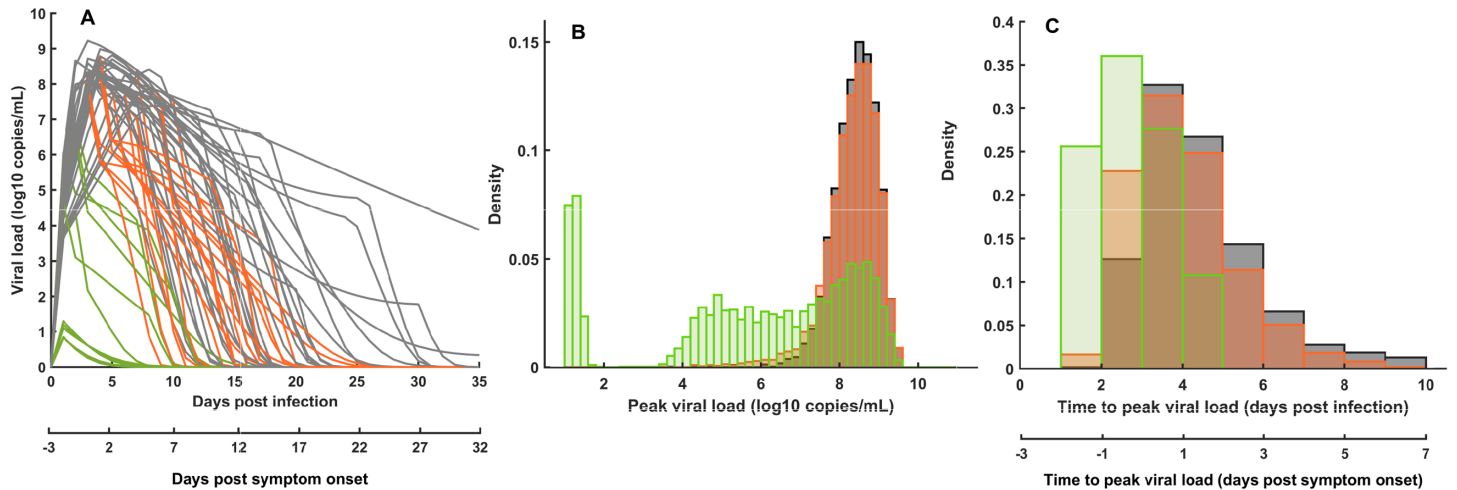 A
Viral load (log10 copies/mL)
10
9
8
7
6
5
4
3
2
1
0
0 5 10 15 20 25 30 35
Days post infection
-3 2 7 12 17 22 27 32
Days post symptom onset
B
Density
0.15
0.1
0.05
0
2 4 6 8 10
Peak viral load (log10 copies/mL)
C
Density
0.4
0.35
0.3
0.25
0.2
0.15
0.1
0.05
0
0 2 4 6 8 10
Time to peak viral load (days post infection)
-3 -1 1 3 5 7
Time to peak viral load (days post symptom onset)